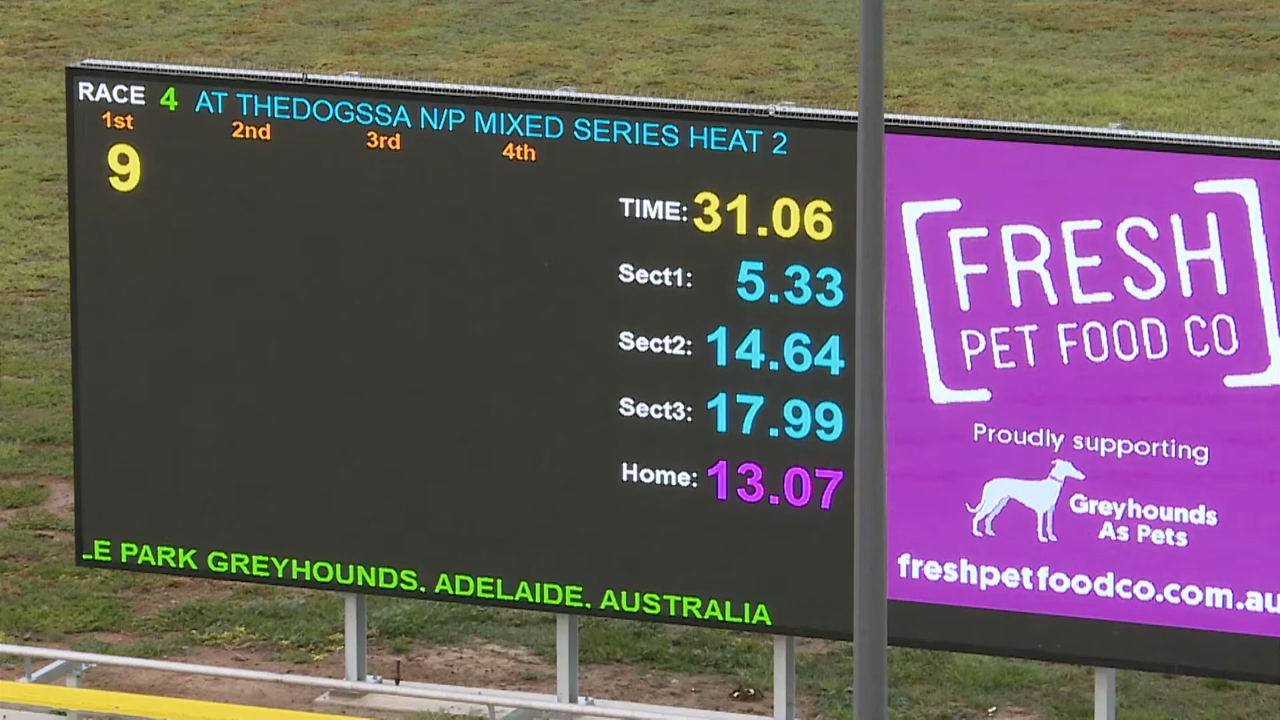 RACE 4 AT THEDOGSSA N/P MIXED SERIES HEAT 2
1st 2nd 3rd 4th
9
TIME: 31.06
Sect1: 5.33
Sect2: 14.64
Sect3: 17.99
Home: 13.07
E PARK GREYHOUNDS. ADELAIDE. AUSTRALIA
FRESH
PET FOOD CO
Proudly supporting
Greyhounds
As Pets
freshpetfoodco.com.au